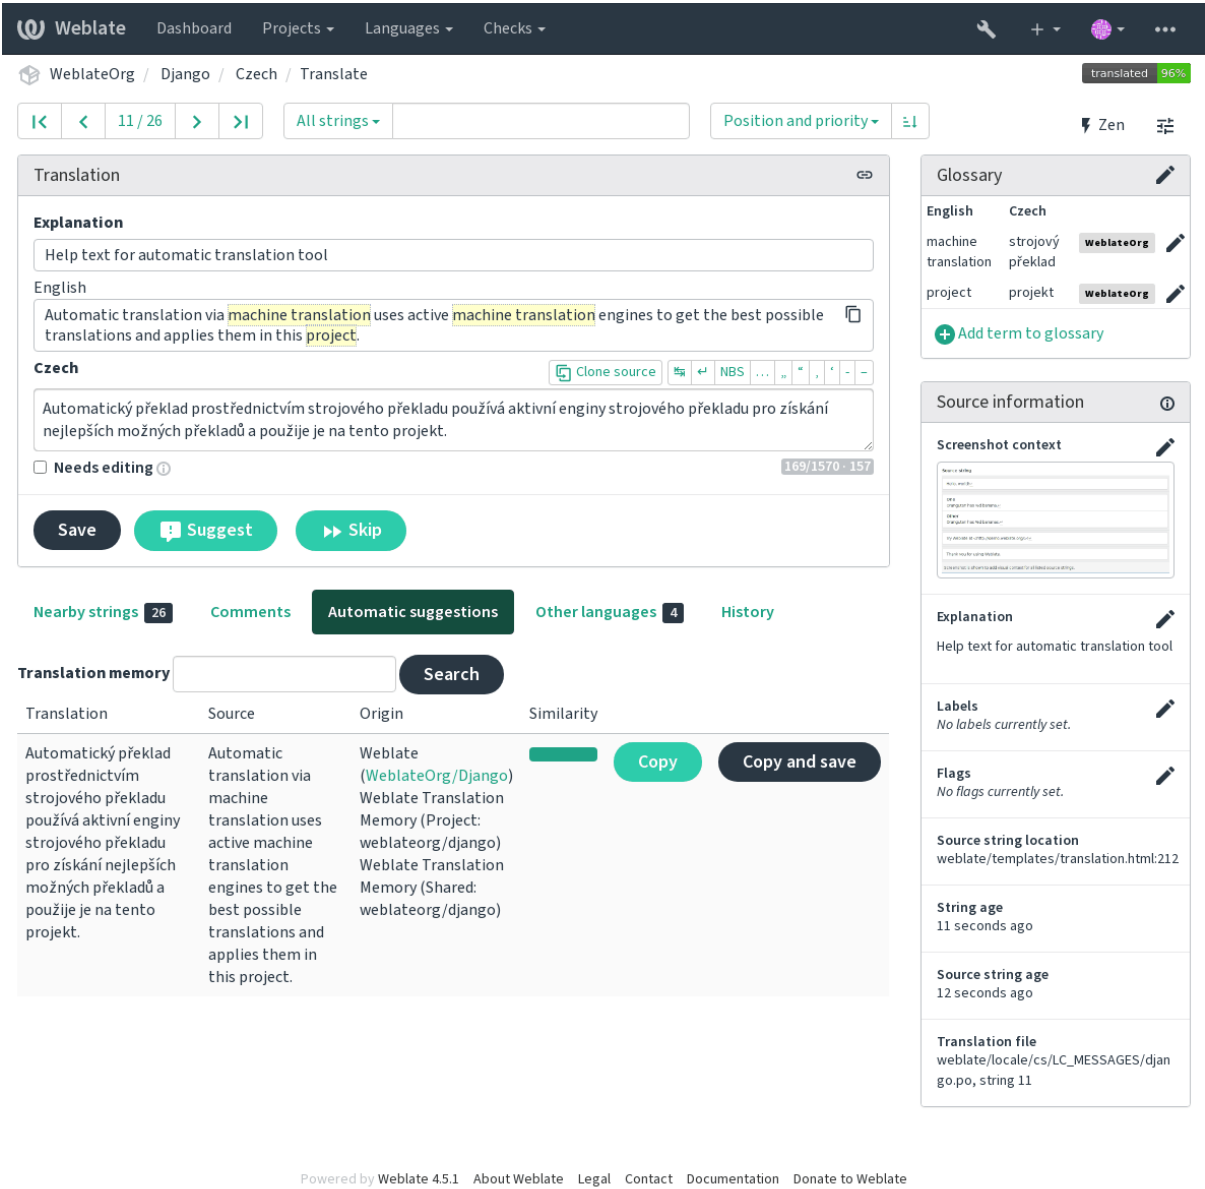 Weblate Dashboard Projects Languages Checks
WeblateOrg / Django / Czech / Translate
translated 96%
11 / 26 All strings Position and priority
Zen
Translation
Explanation
Help text for automatic translation tool
English
Automatic translation via machine translation uses active machine translation engines to get the best possible
translations and applies them in this project.
Czech
Clone source NBS … „ “ ‚ ‘ - –
Automatický překlad prostřednictvím strojového překladu používá aktivní enginy strojového překladu pro získání
nejlepších možných překladů a použije je na tento projekt.
Needs editing
169/1570 · 157
Save Suggest Skip
Nearby strings 26 Comments Automatic suggestions Other languages 4 History
Translation memory Search
Translation Source Origin Similarity
Automatický překlad
prostřednictvím
strojového překladu
používá aktivní enginy
strojového překladu
pro získání nejlepších
možných překladů a
použije je na tento
projekt.
Automatic
translation via
machine
translation uses
active machine
translation
engines to get the
best possible
translations and
applies them in
this project.
Weblate
(WeblateOrg/Django)
Weblate Translation
Memory (Project:
weblateorg/django)
Weblate Translation
Memory (Shared:
weblateorg/django)
Copy Copy and save
Glossary
English Czech
machine
translation
strojový
překlad
WeblateOrg
project projekt WeblateOrg
Add term to glossary
Source information
Screenshot context
Source string
One
Other
Thank you for using Weblate.
Explanation
Help text for automatic translation tool
Labels
No labels currently set.
Flags
No flags currently set.
Source string location
weblate/templates/translation.html:212
String age
11 seconds ago
Source string age
12 seconds ago
Translation file
weblate/locale/cs/LC_MESSAGES/djan
go.po, string 11
Powered by Weblate 4.5.1 About Weblate Legal Contact Documentation Donate to Weblate